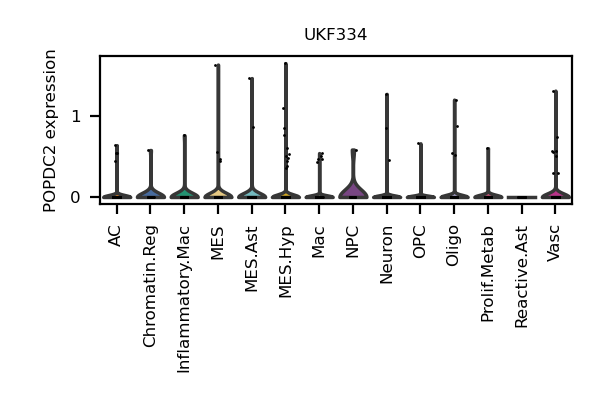 UKF334
POPDC2 expression
1
0
AC
Chromatin.Reg
Inflammatory.Mac
MES
MES.Ast
MES.Hyp
Mac
NPC
Neuron
OPC
Oligo
Prolif.Metab
Reactive.Ast
Vasc